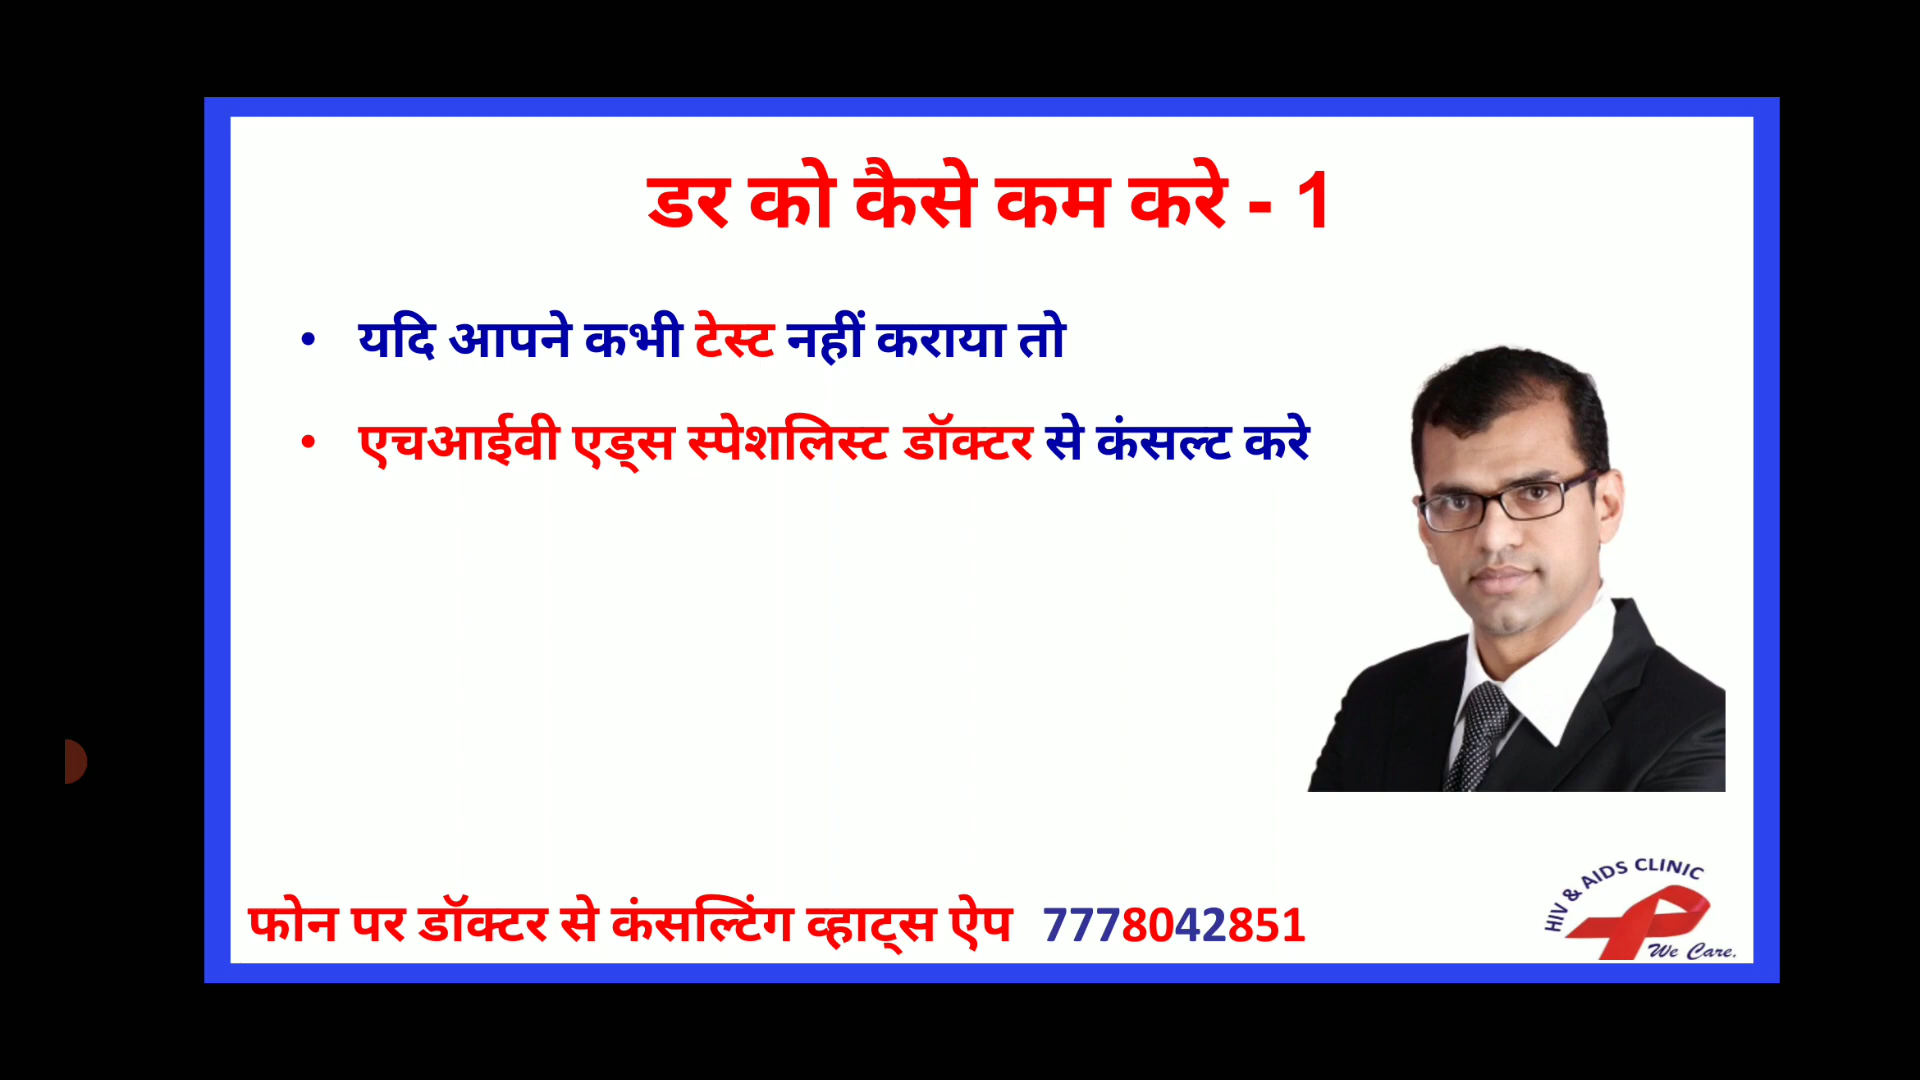 डर को कैसे कम करे - 1
• यदि आपने कभी टेस्ट नहीं कराया तो
• एचआईवी एड्स स्पेशलिस्ट डॉक्टर से कंसल्ट करे
HIV & AIDS CLINIC
We Care.
फोन पर डॉक्टर से कंसल्टिंग व्हाट्स ऐप 7778042851